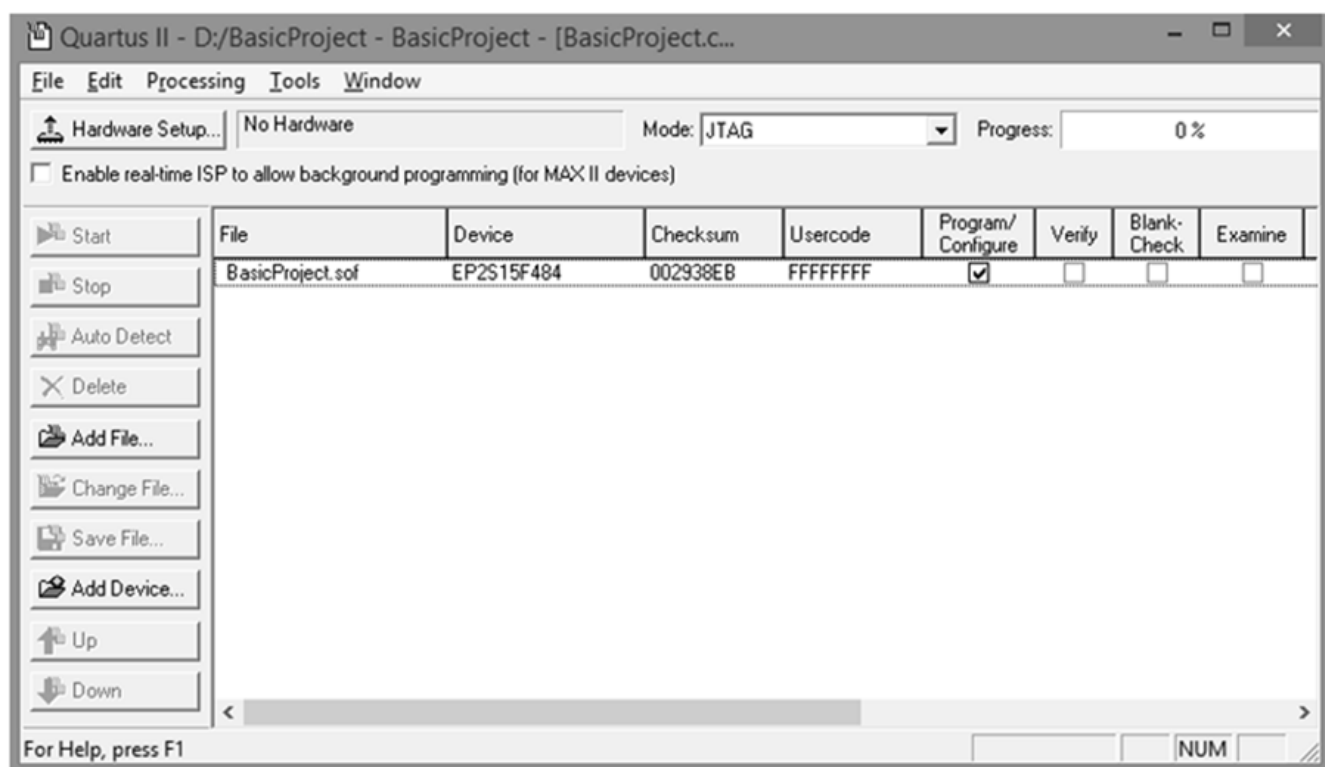 Quartus II - D:/BasicProject - BasicProject - [BasicProject.c...
File Edit Processing Tools Window
Hardware Setup... No Hardware Mode: JTAG Progress: 0 %
Enable real-time ISP to allow background programming (for MAX II devices)
File Device Checksum Usercode Program/ Configure Verify Blank- Check Examine
BasicProject.sof EP2S15F484 002938EB FFFFFFFF
Start
Stop
Auto Detect
Delete
Add File...
Change File...
Save File...
Add Device...
Up
Down
For Help, press F1 NUM